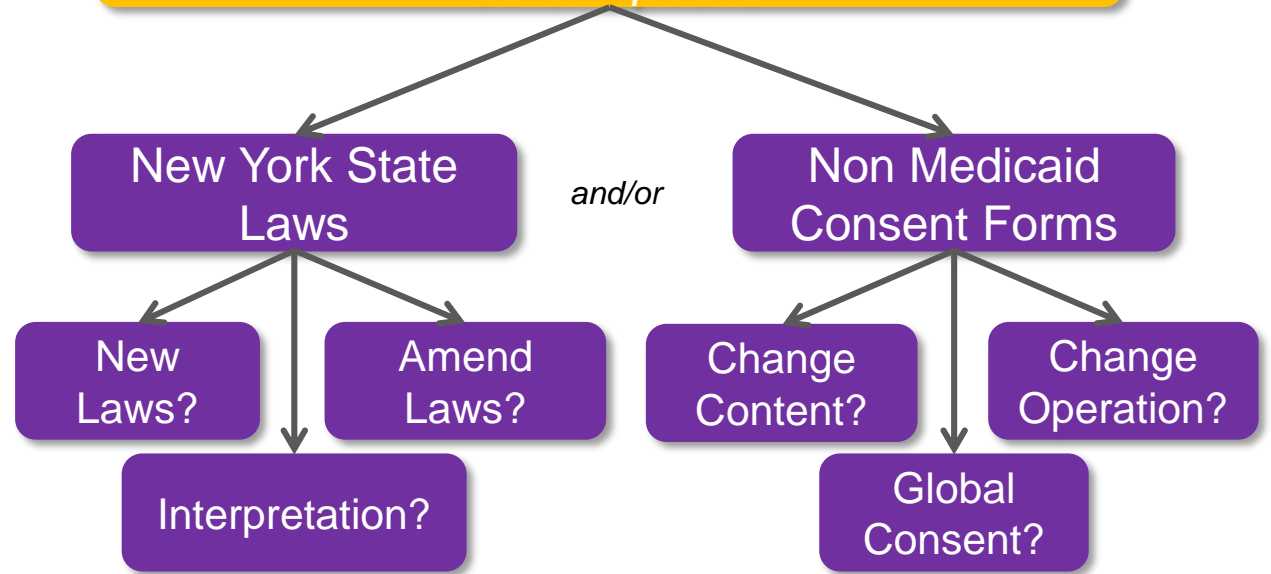 New York State
Laws
and/or
Non Medicaid
Consent Forms
New
Laws?
Amend
Laws?
Change
Content?
Change
Operation?
Interpretation?
Global
Consent?